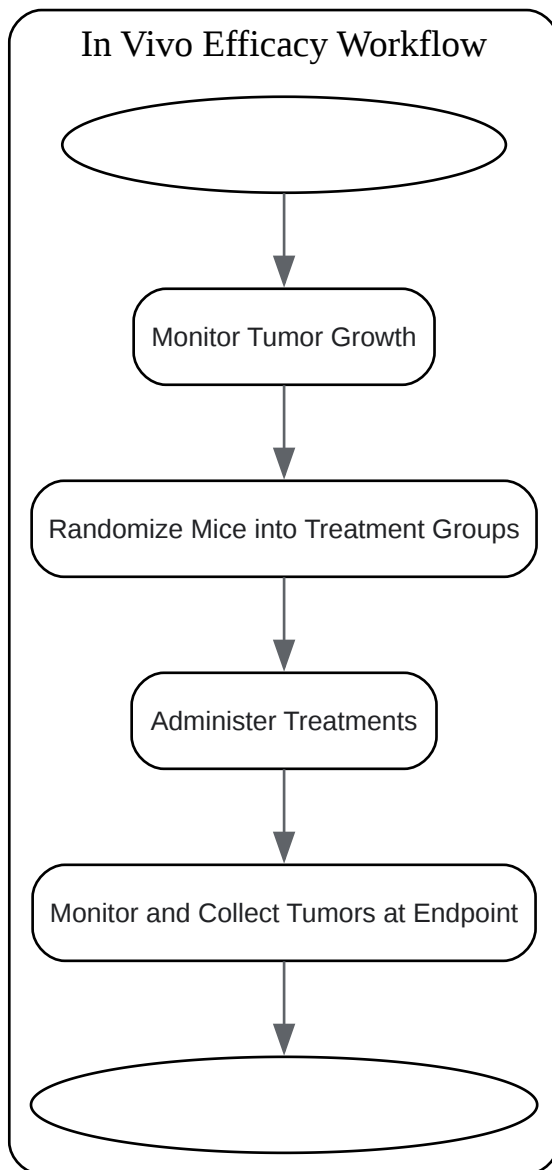 In Vivo Efficacy Workflow
Monitor Tumor Growth
Randomize Mice into Treatment Groups
Administer Treatments
Monitor and Collect Tumors at Endpoint